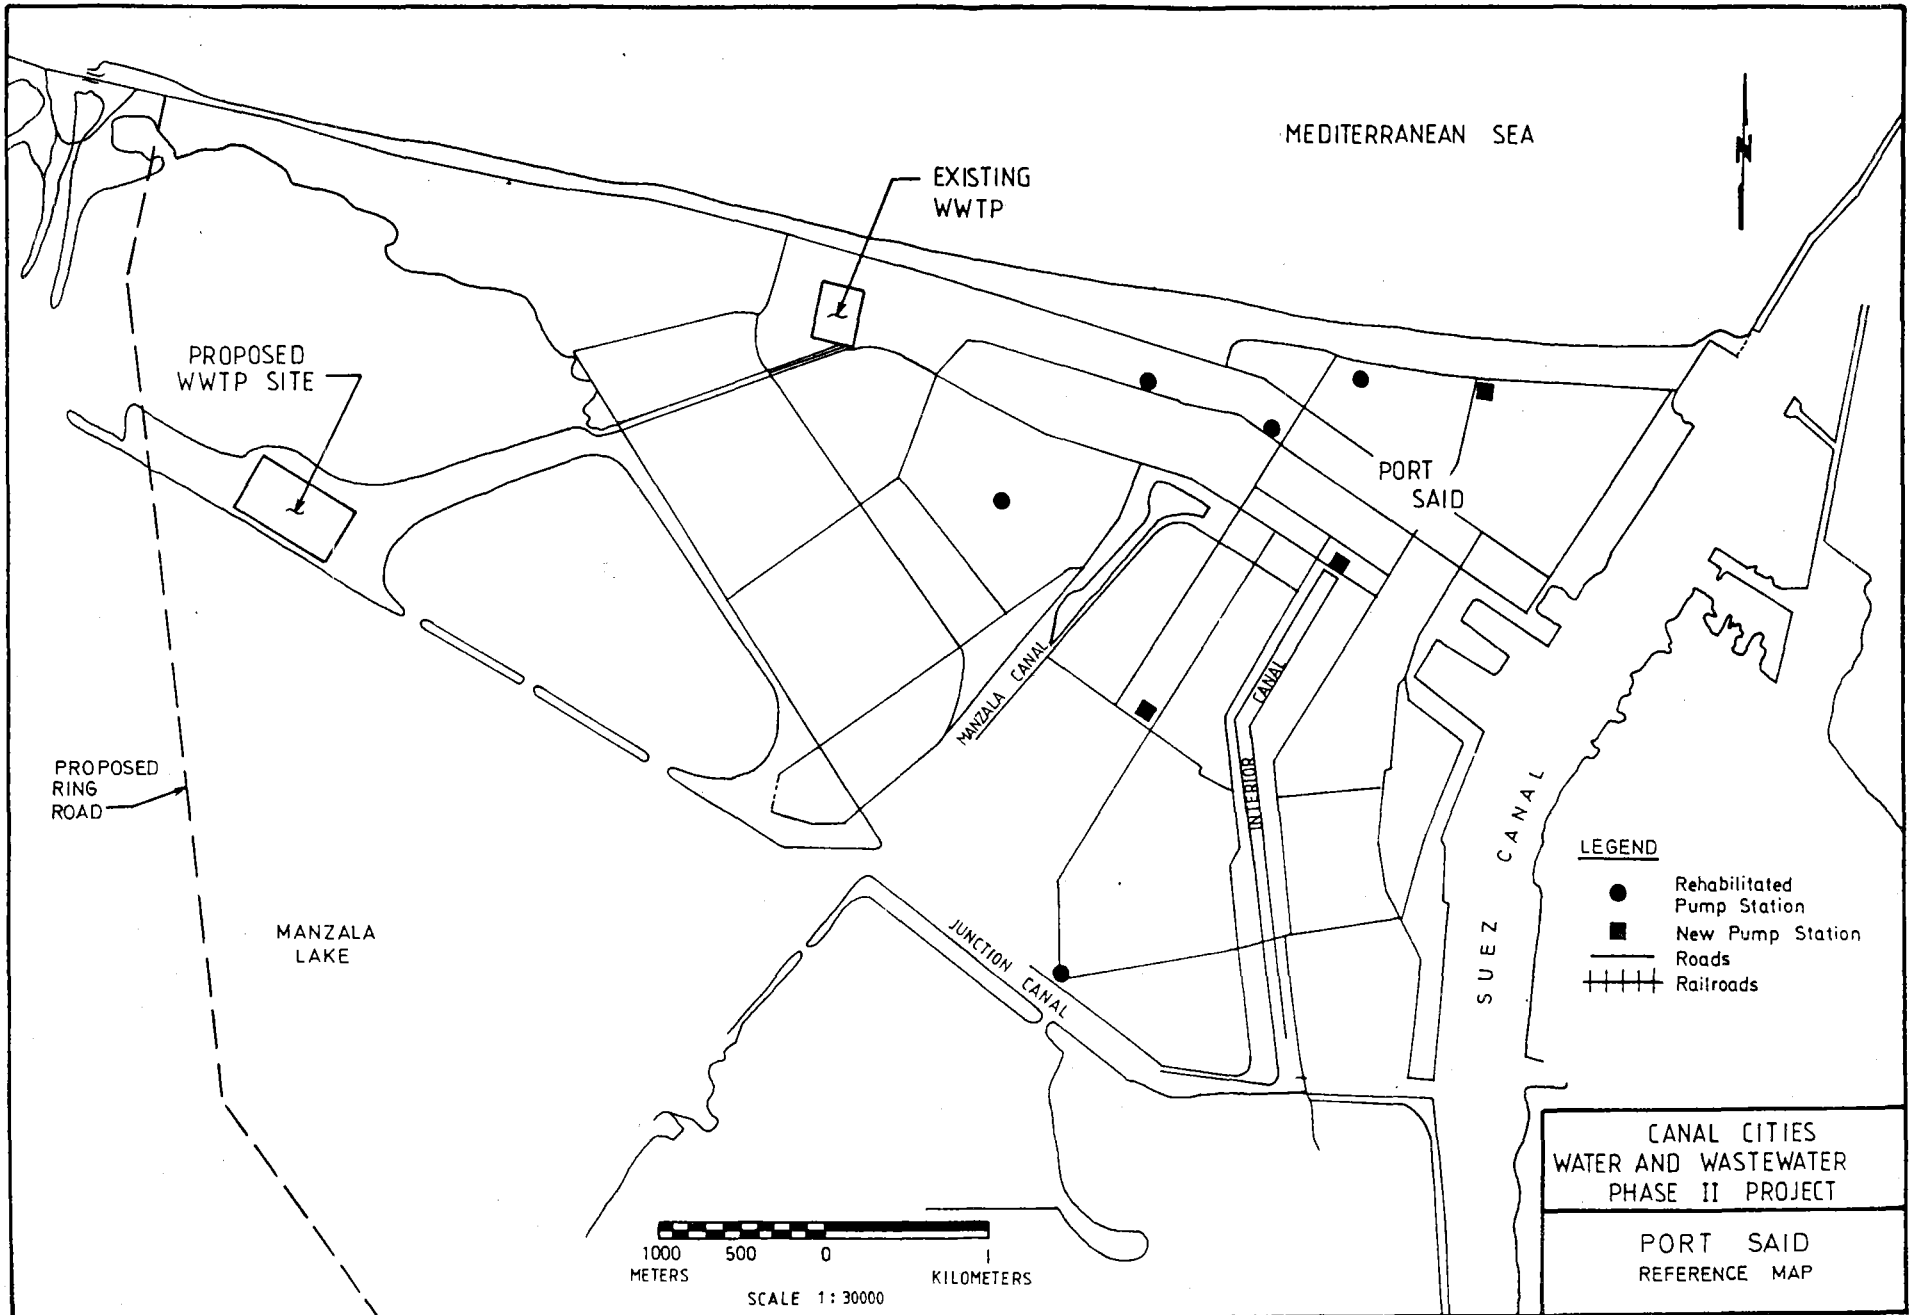 MEDITERRANEAN SEA
N
EXISTING
WWTP
PROPOSED
WWTP SITE
PORT
SAID
MANZALA CANAL
CANAL
INTERIOR
PROPOSED
RING
ROAD
SUEZ CANAL
MANZALA
LAKE
JUNCTION
CANAL
LEGEND
Rehabilitated
Pump Station
New Pump Station
Roads
Railroads
1000 500 0 1
METERS KILOMETERS
SCALE 1:30000
CANAL CITIES
WATER AND WASTEWATER
PHASE II PROJECT
PORT SAID
REFERENCE MAP